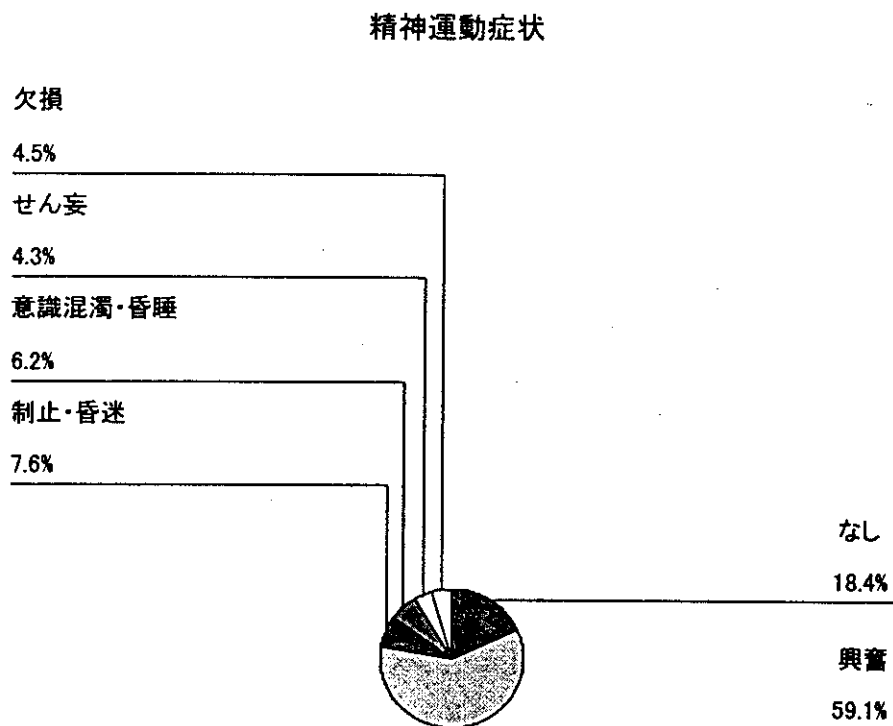 精神運動症状
欠損
4.5%
せん妄
4.3%
意識混濁・昏睡
6.2%
制止・昏迷
7.6%
なし
18.4%
興奮
59.1%